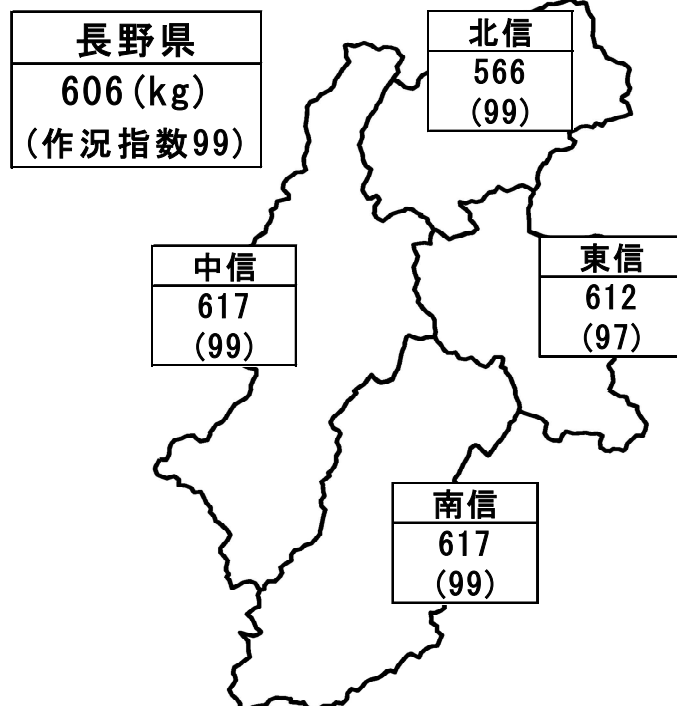 長野県
606(kg)
(作況指数99)
北信
566
(99)
中信
617
(99)
東信
612
(97)
南信
617
(99)